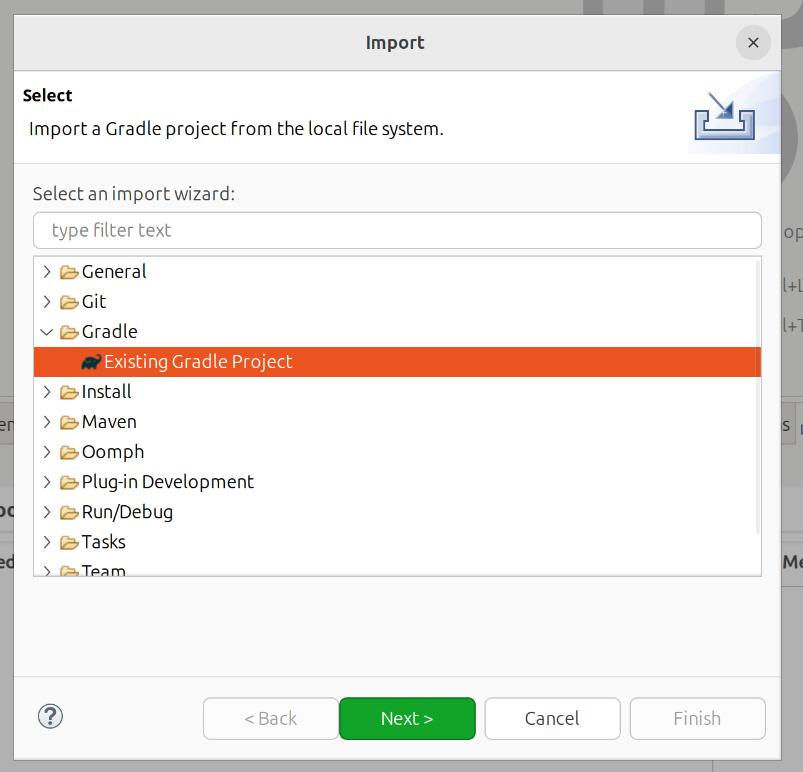 Import
Select
Import a Gradle project from the local file system.
Select an import wizard:
type filter text
General
Git
Gradle
Existing Gradle Project
Install
Maven
Oomph
Plug-in Development
Run/Debug
Tasks
Team
?
< Back
Next >
Cancel
Finish